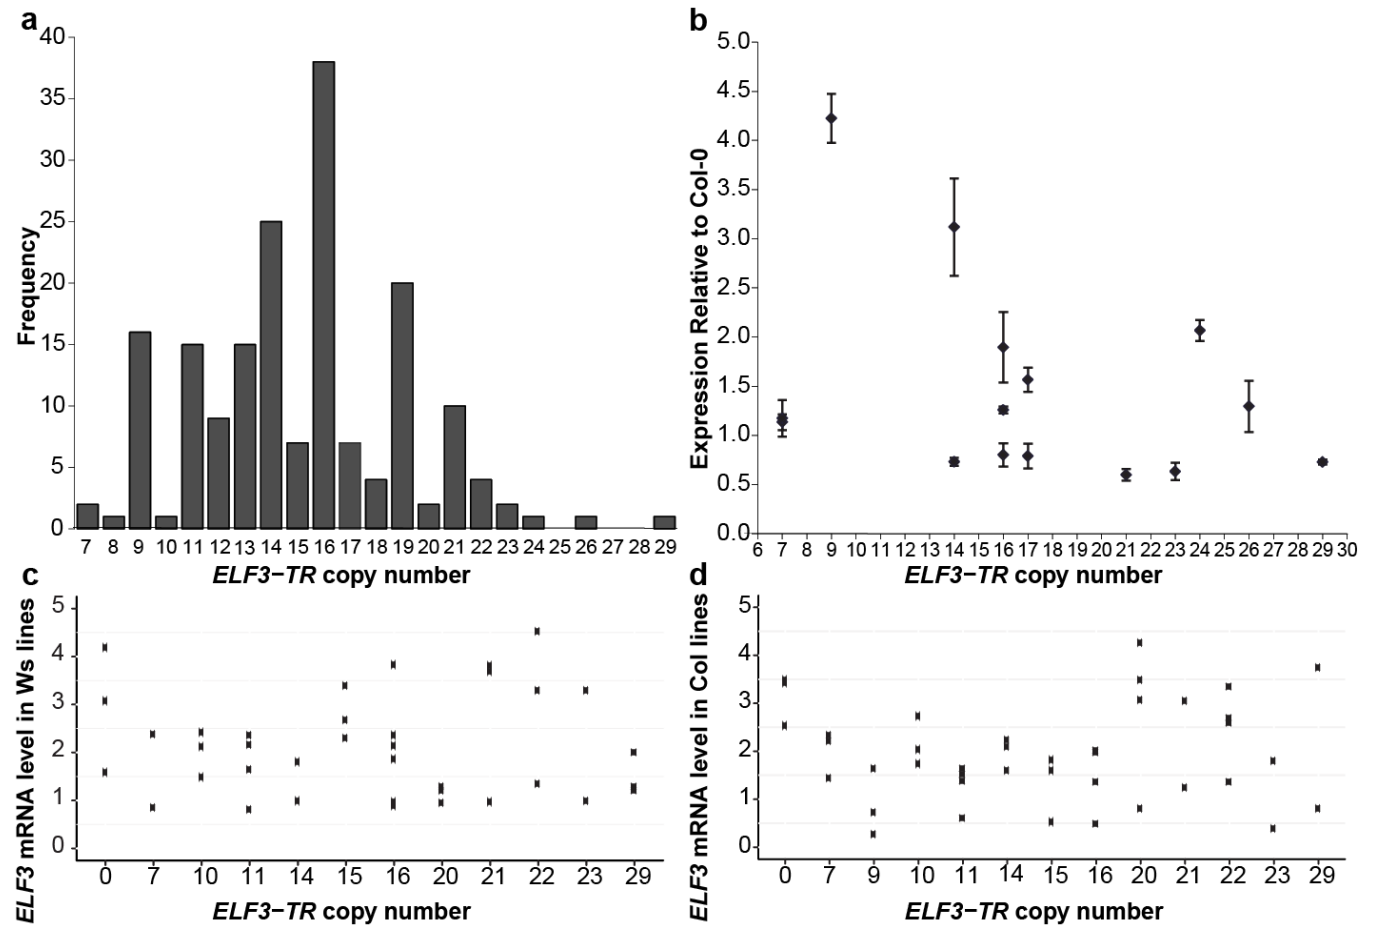 a
40
35
30
25
20
15
10
5
0
Frequency
7 8 9 10 11 12 13 14 15 16 17 18 19 20 21 22 23 24 25 26 27 28 29
ELF3−TR copy number
b
5.0
4.5
4.0
3.5
3.0
2.5
2.0
1.5
1.0
0.5
0.0
Expression Relative to Col-0
6 7 8 9 10 11 12 13 14 15 16 17 18 19 20 21 22 23 24 25 26 27 28 29 30
ELF3−TR copy number
c
5
4
3
2
1
0
ELF3 mRNA level in Ws lines
0 7 10 11 14 15 16 20 21 22 23 29
ELF3−TR copy number
d
5
4
3
2
1
0
ELF3 mRNA level in Col lines
0 7 9 10 11 14 15 16 20 21 22 23 29
ELF3−TR copy number